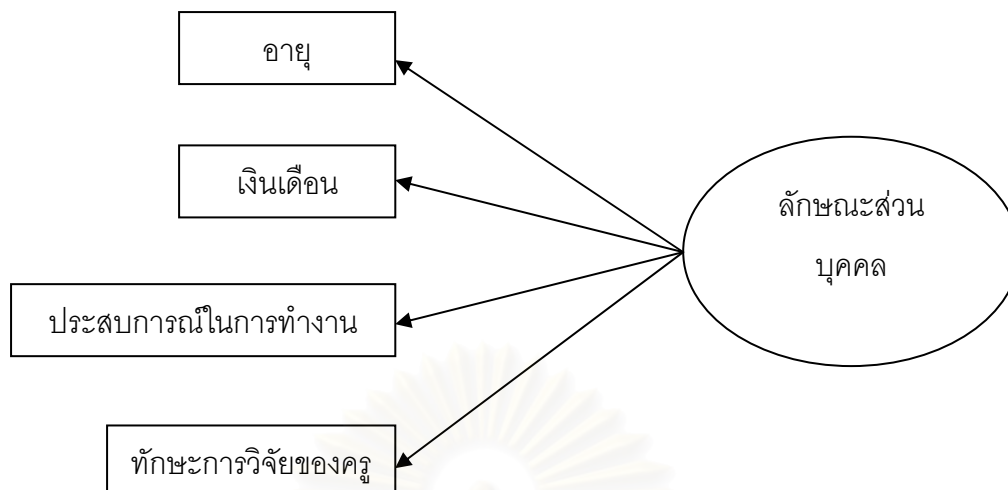 อายุ
เงินเดือน
ลักษณะส่วน
บุคคล
ประสบการณ์ในการทำงาน
ทักษะการวิจัยของครู